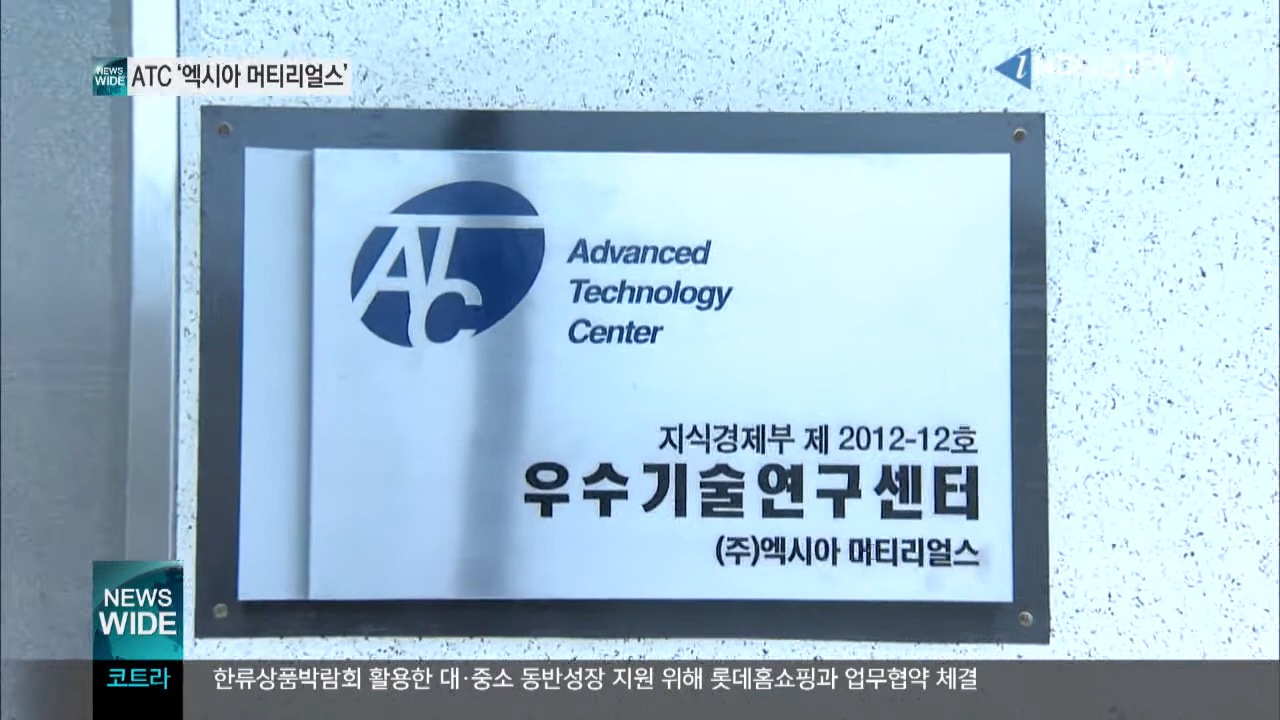 NEWS
WIDE
ATC ‘엑시아 머티리얼스’
i
ATC
Advanced
Technology
Center
지식경제부 제 2012-12호
우수기술연구센터
(주)엑시아 머티리얼스
NEWS
WIDE
코트라
한류상품박람회 활용한 대·중소 동반성장 지원 위해 롯데홈쇼핑과 업무협약 체결